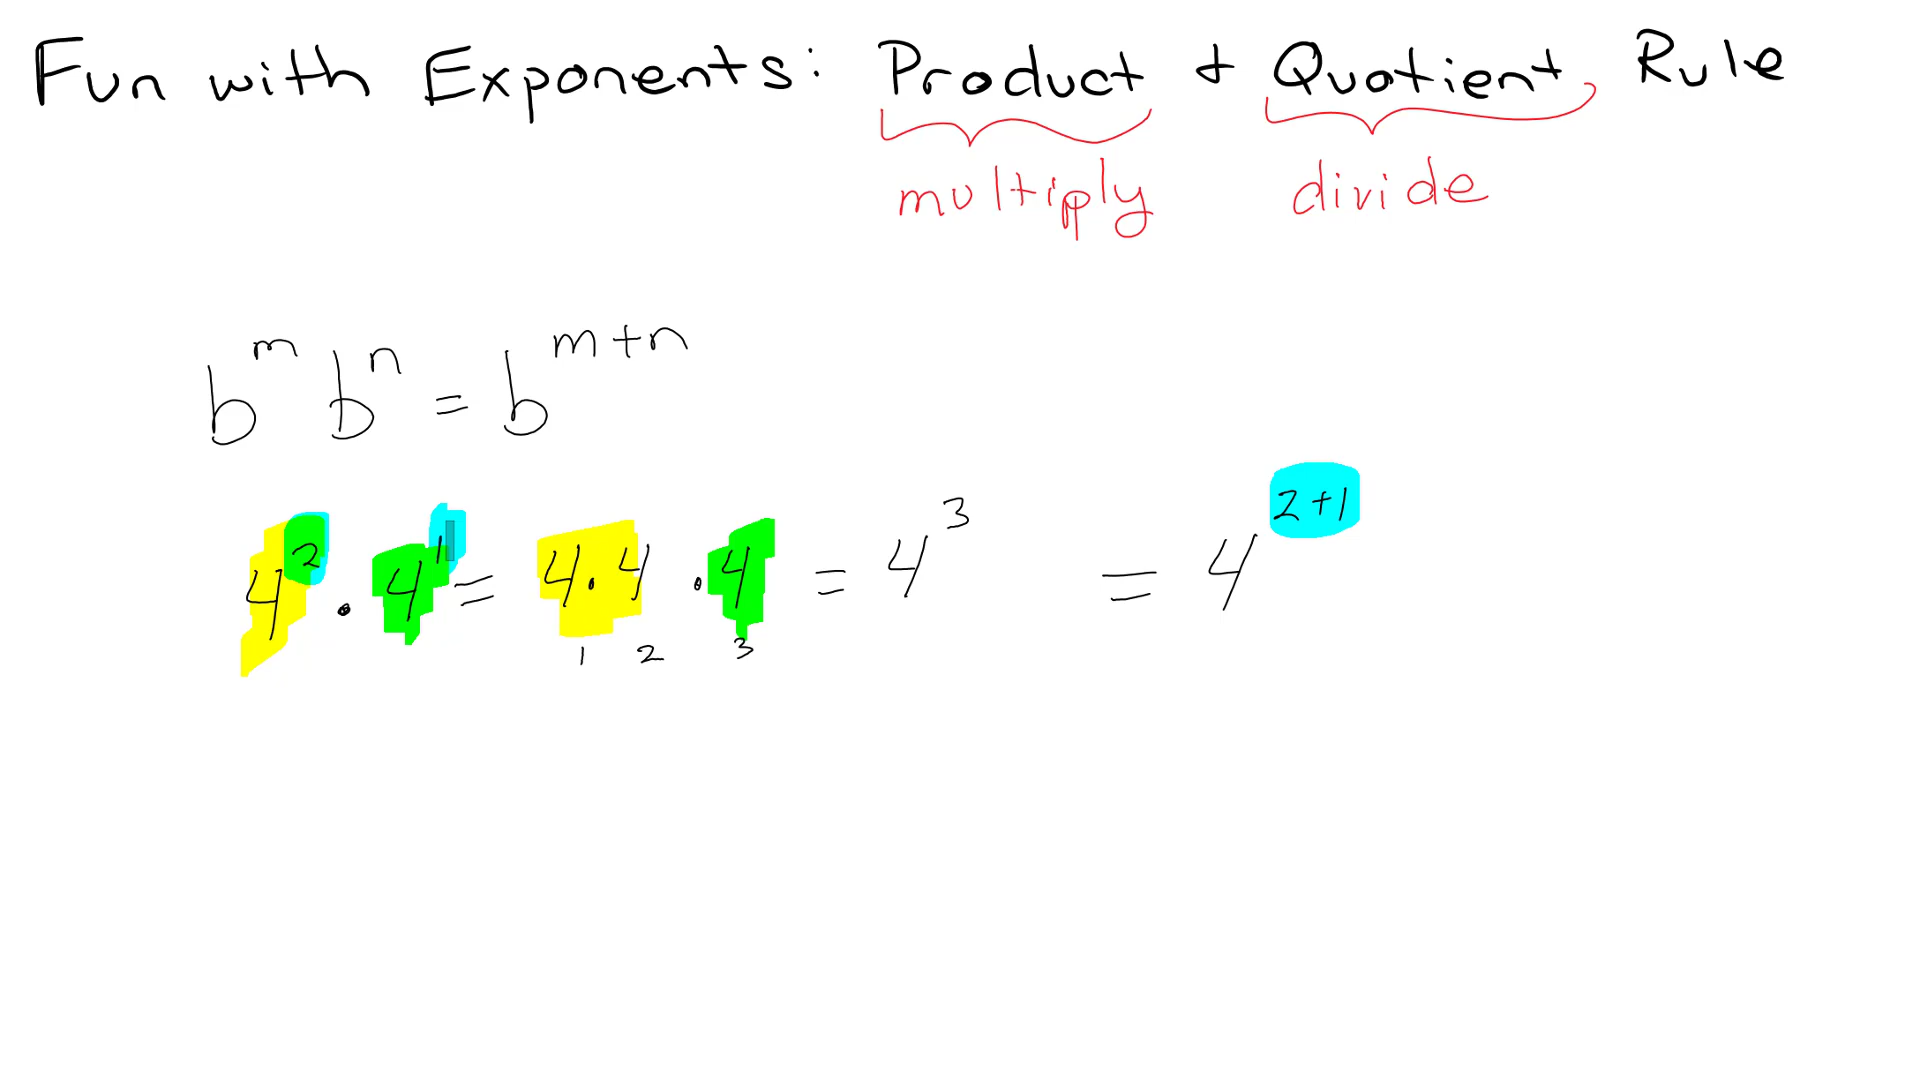 Fun with Exponents: Product + Quotient Rule
multiply divide
b^m b^n = b^(m+n)
4^2 · 4^1 = 4 · 4 · 4 = 4^3 = 4^(2+1)
1 2 3